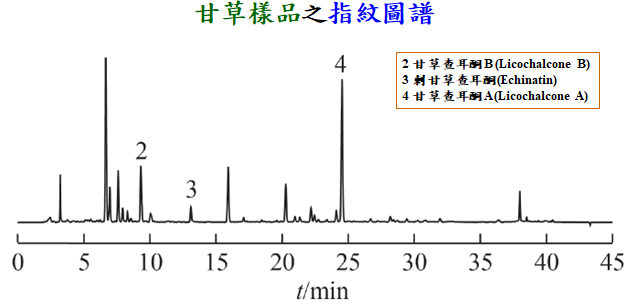 甘草樣品之指紋圖譜
2 甘草查耳酮B(Licochalcone B)
3 刺甘草查耳酮(Echinatin)
4 甘草查耳酮A(Licochalcone A)
4
2
3
0 5 10 15 20 25 30 35 40 45
t/min